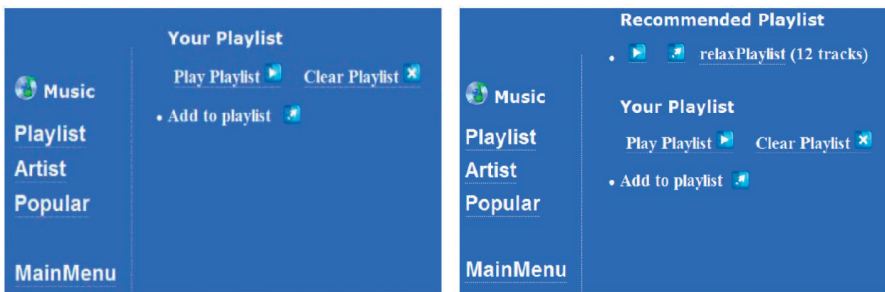 Your Playlist
Play Playlist Clear Playlist
Music
• Add to playlist
Playlist
Artist
Popular
MainMenu
Recommended Playlist
• relaxPlaylist (12 tracks)
Music
Your Playlist
Playlist
Play Playlist Clear Playlist
Artist
• Add to playlist
Popular
MainMenu